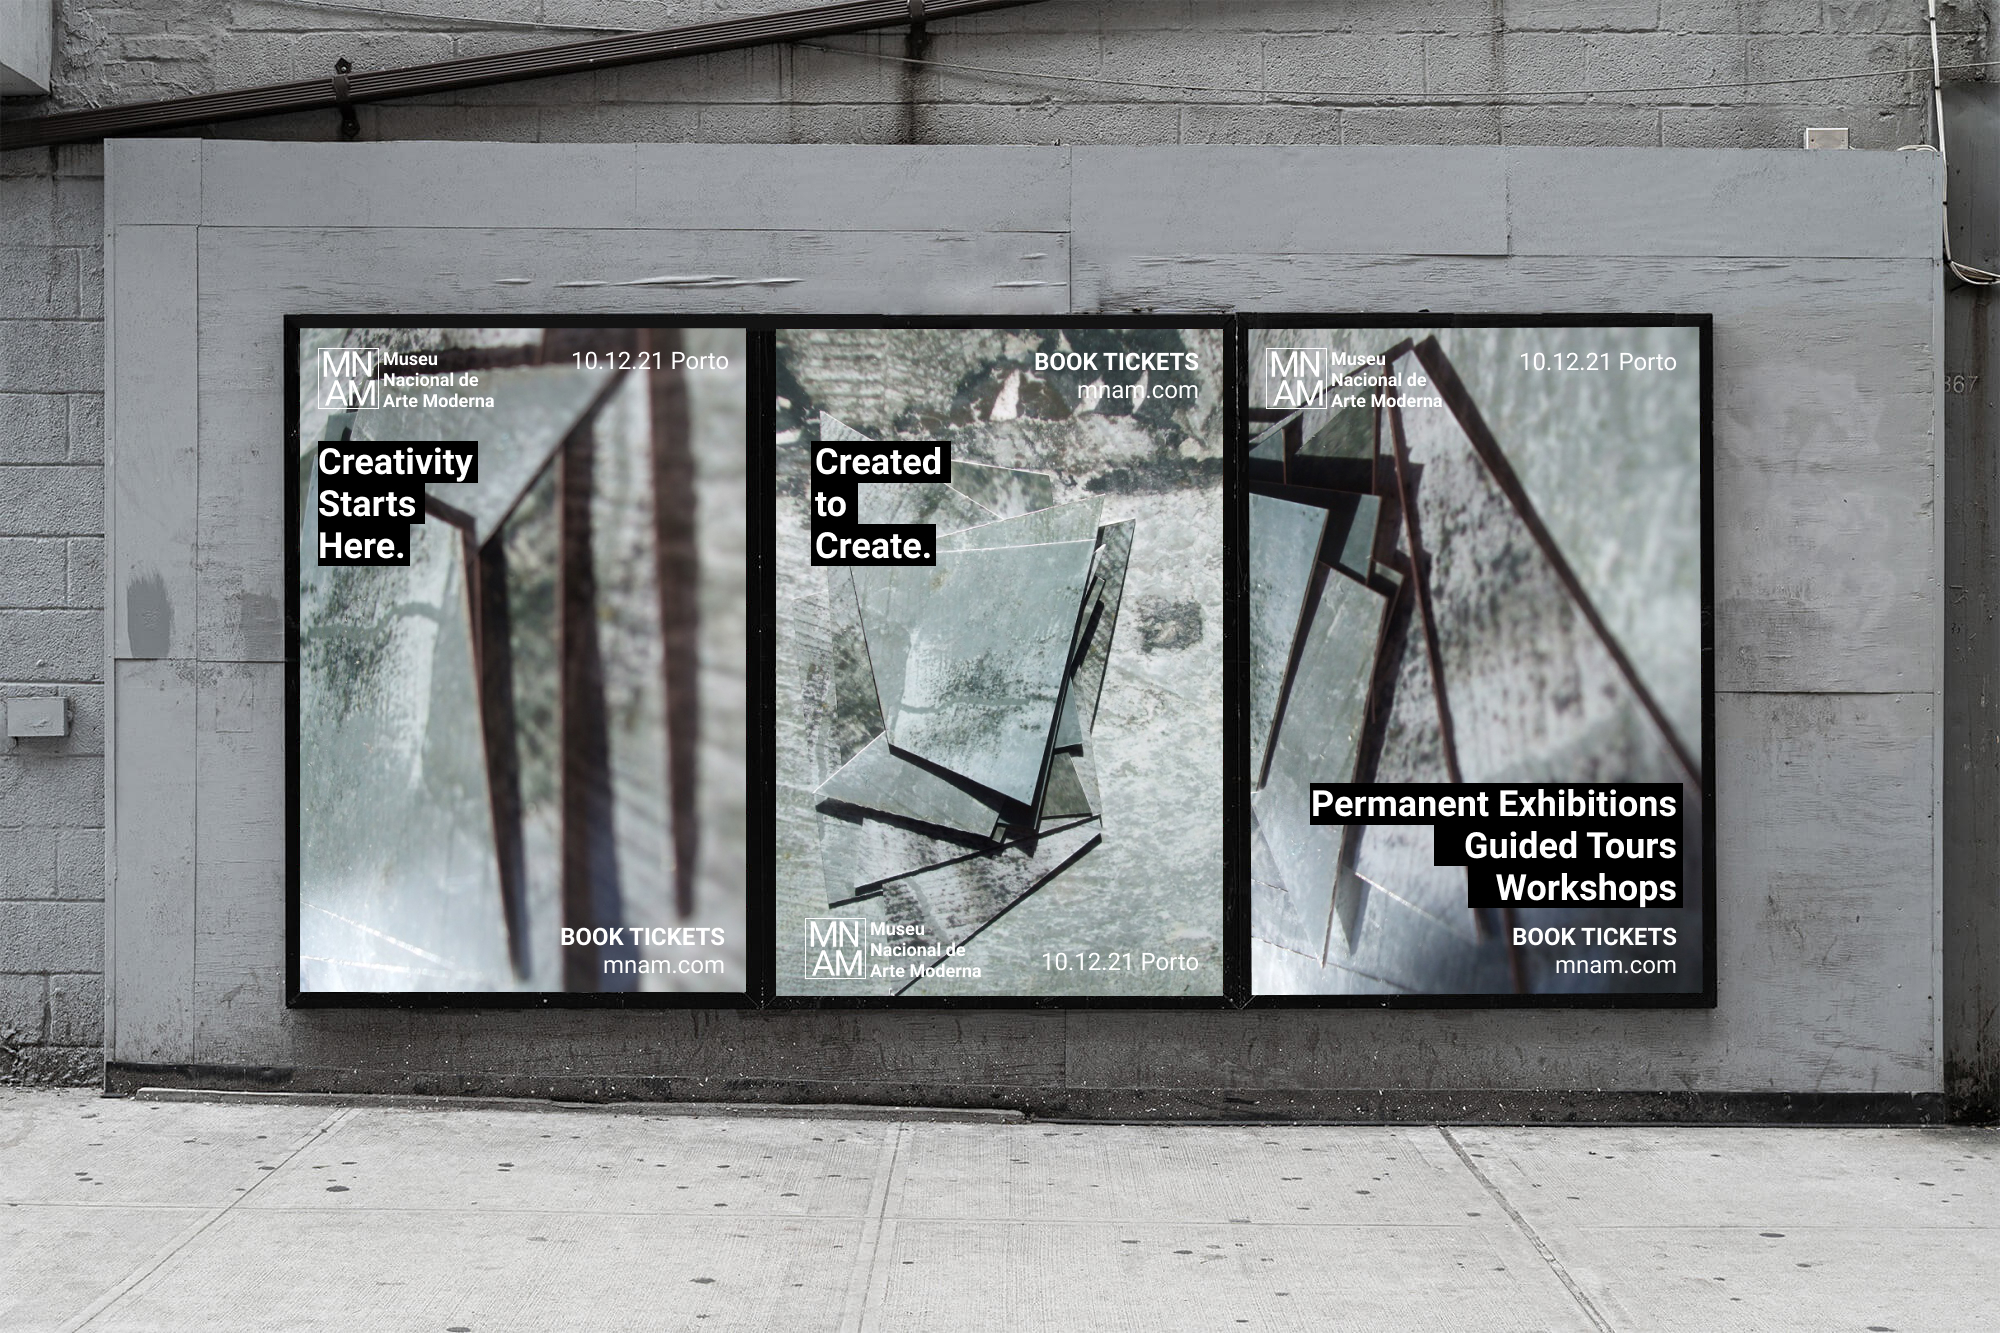 MN
AM
Museu
Nacional de
Arte Moderna
10.12.21 Porto
Creativity
Starts
Here.
BOOK TICKETS
mnam.com
BOOK TICKETS
mnam.com
Created
to
Create.
MN
AM
Museu
Nacional de
Arte Moderna
10.12.21 Porto
MN
AM
Museu
Nacional de
Arte Moderna
10.12.21 Porto
Permanent Exhibitions
Guided Tours
Workshops
BOOK TICKETS
mnam.com
367